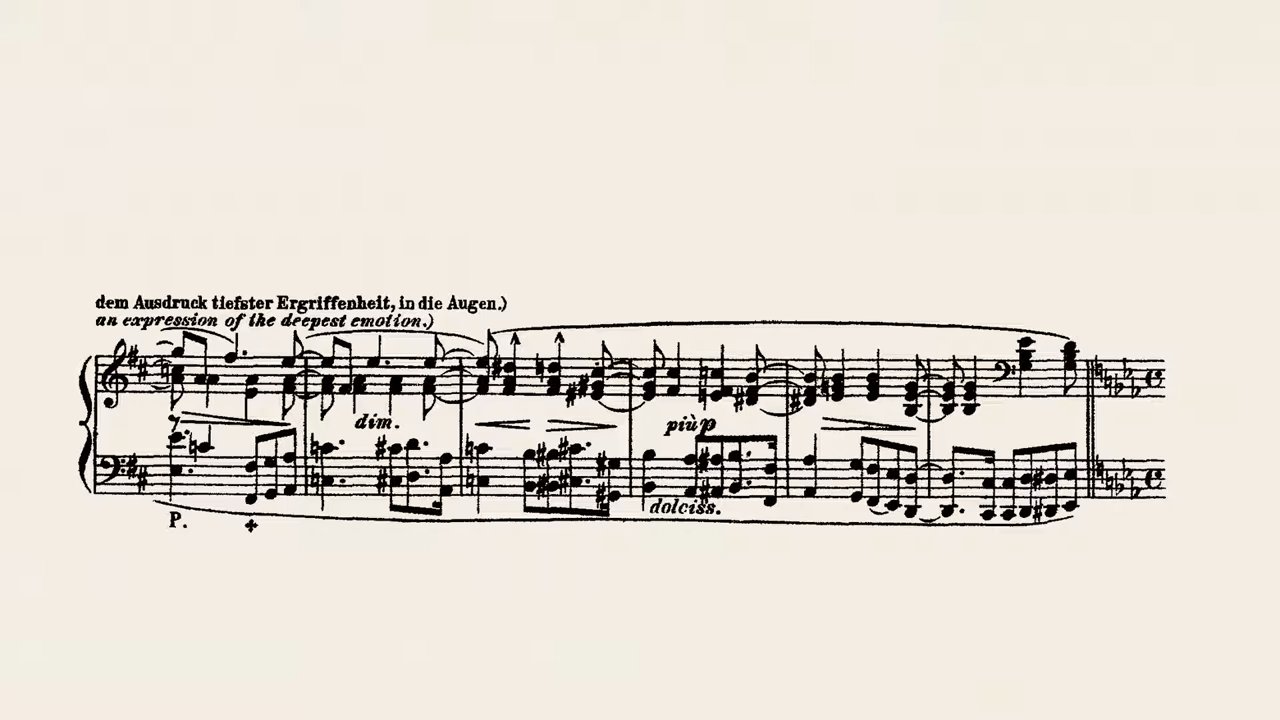 dem Ausdruck tiefster Ergriffenheit, in die Augen.)
an expression of the deepest emotion.)
dim.
più p
P.
dolciss.